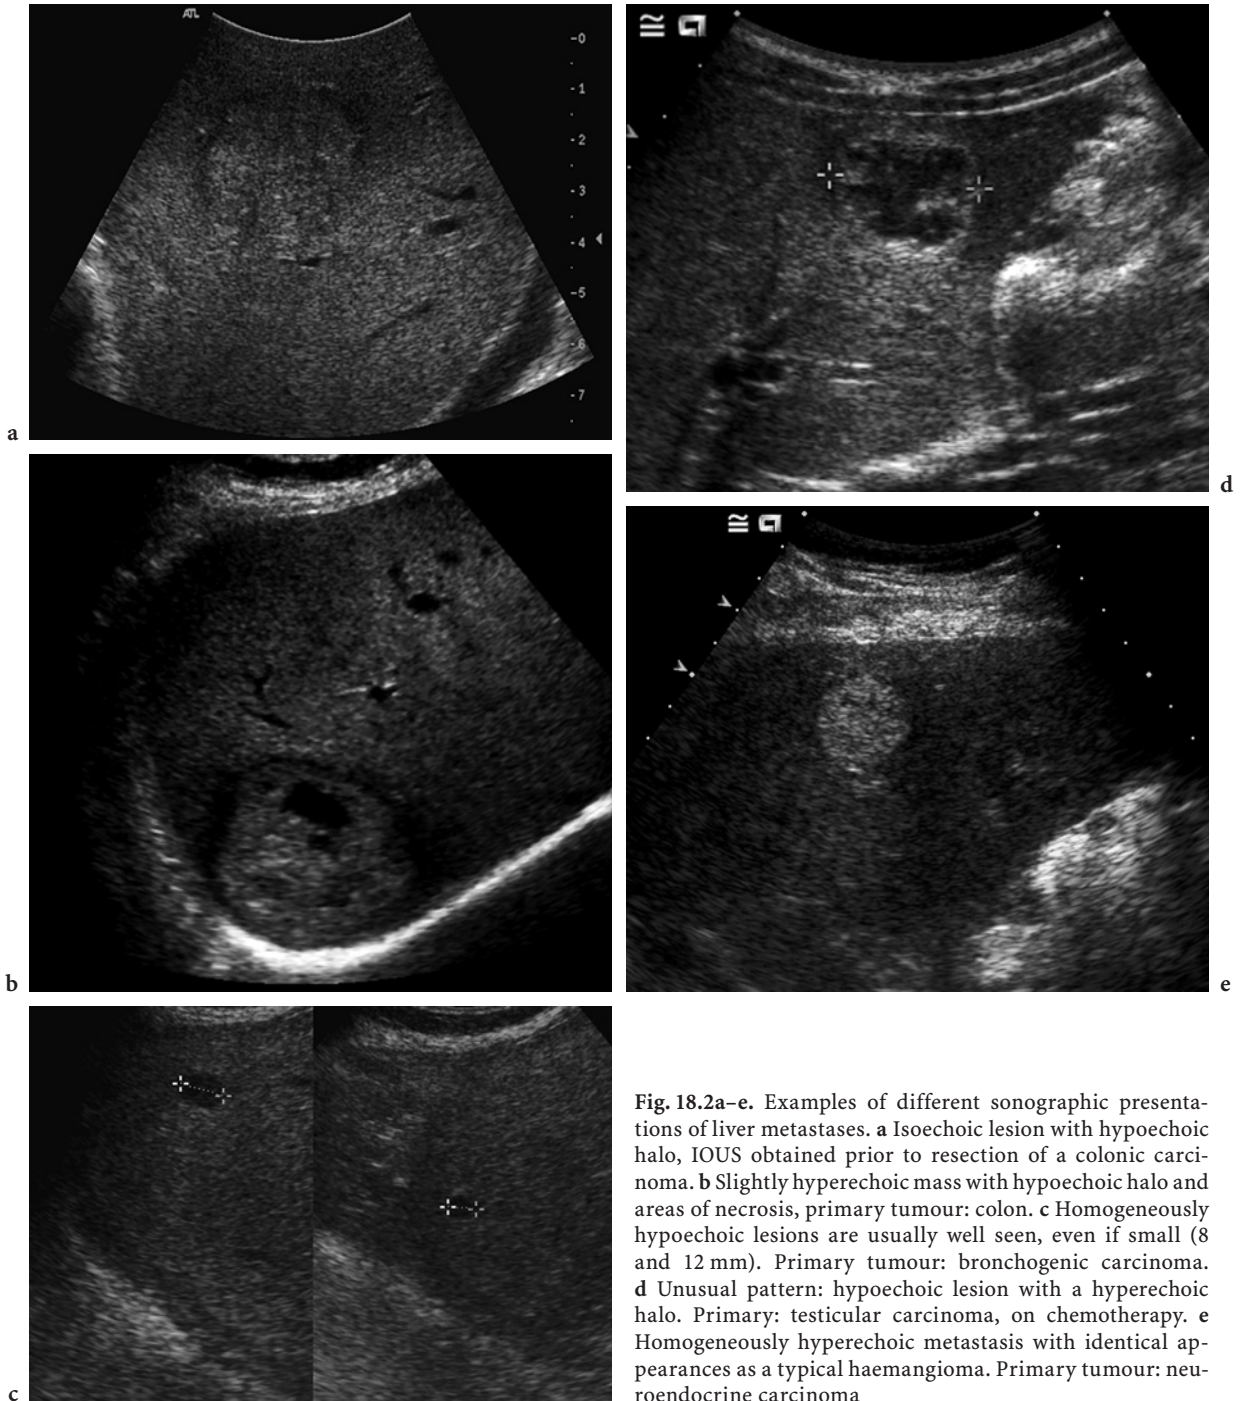 ATL
-0
-1
-2
-3
-4
-5
-6
-7
a
d
b
e
c
Fig. 18.2a–e. Examples of different sonographic presenta-
tions of liver metastases. a Isoechoic lesion with hypoechoic
halo, IOUS obtained prior to resection of a colonic carci-
noma. b Slightly hyperechoic mass with hypoechoic halo and
areas of necrosis, primary tumour: colon. c Homogeneously
hypoechoic lesions are usually well seen, even if small (8
and 12 mm). Primary tumour: bronchogenic carcinoma.
d Unusual pattern: hypoechoic lesion with a hyperechoic
halo. Primary: testicular carcinoma, on chemotherapy. e
Homogeneously hyperechoic metastasis with identical ap-
pearances as a typical haemangioma. Primary tumour: neu-
roendocrine carcinoma